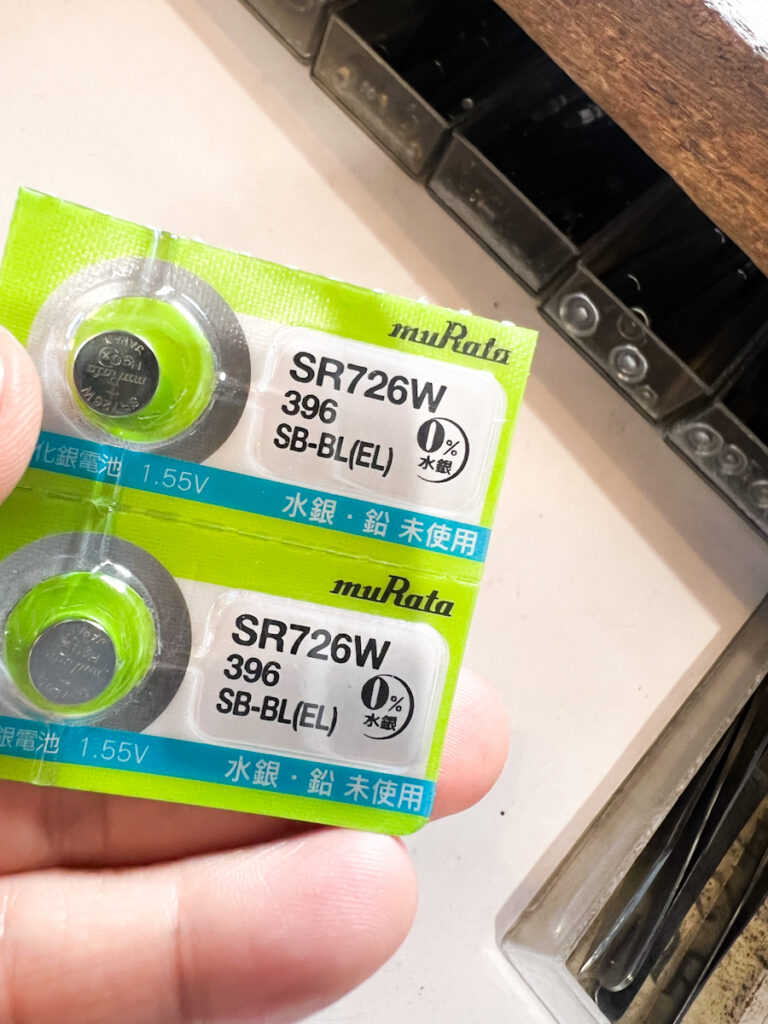 muRata
SR726W
396
SB-BL(EL)
0%
水銀
化銀電池 1.55V
水銀・鉛 未使用
muRata
SR726W
396
SB-BL(EL)
0%
水銀
銀電池 1.55V
水銀・鉛 未使用